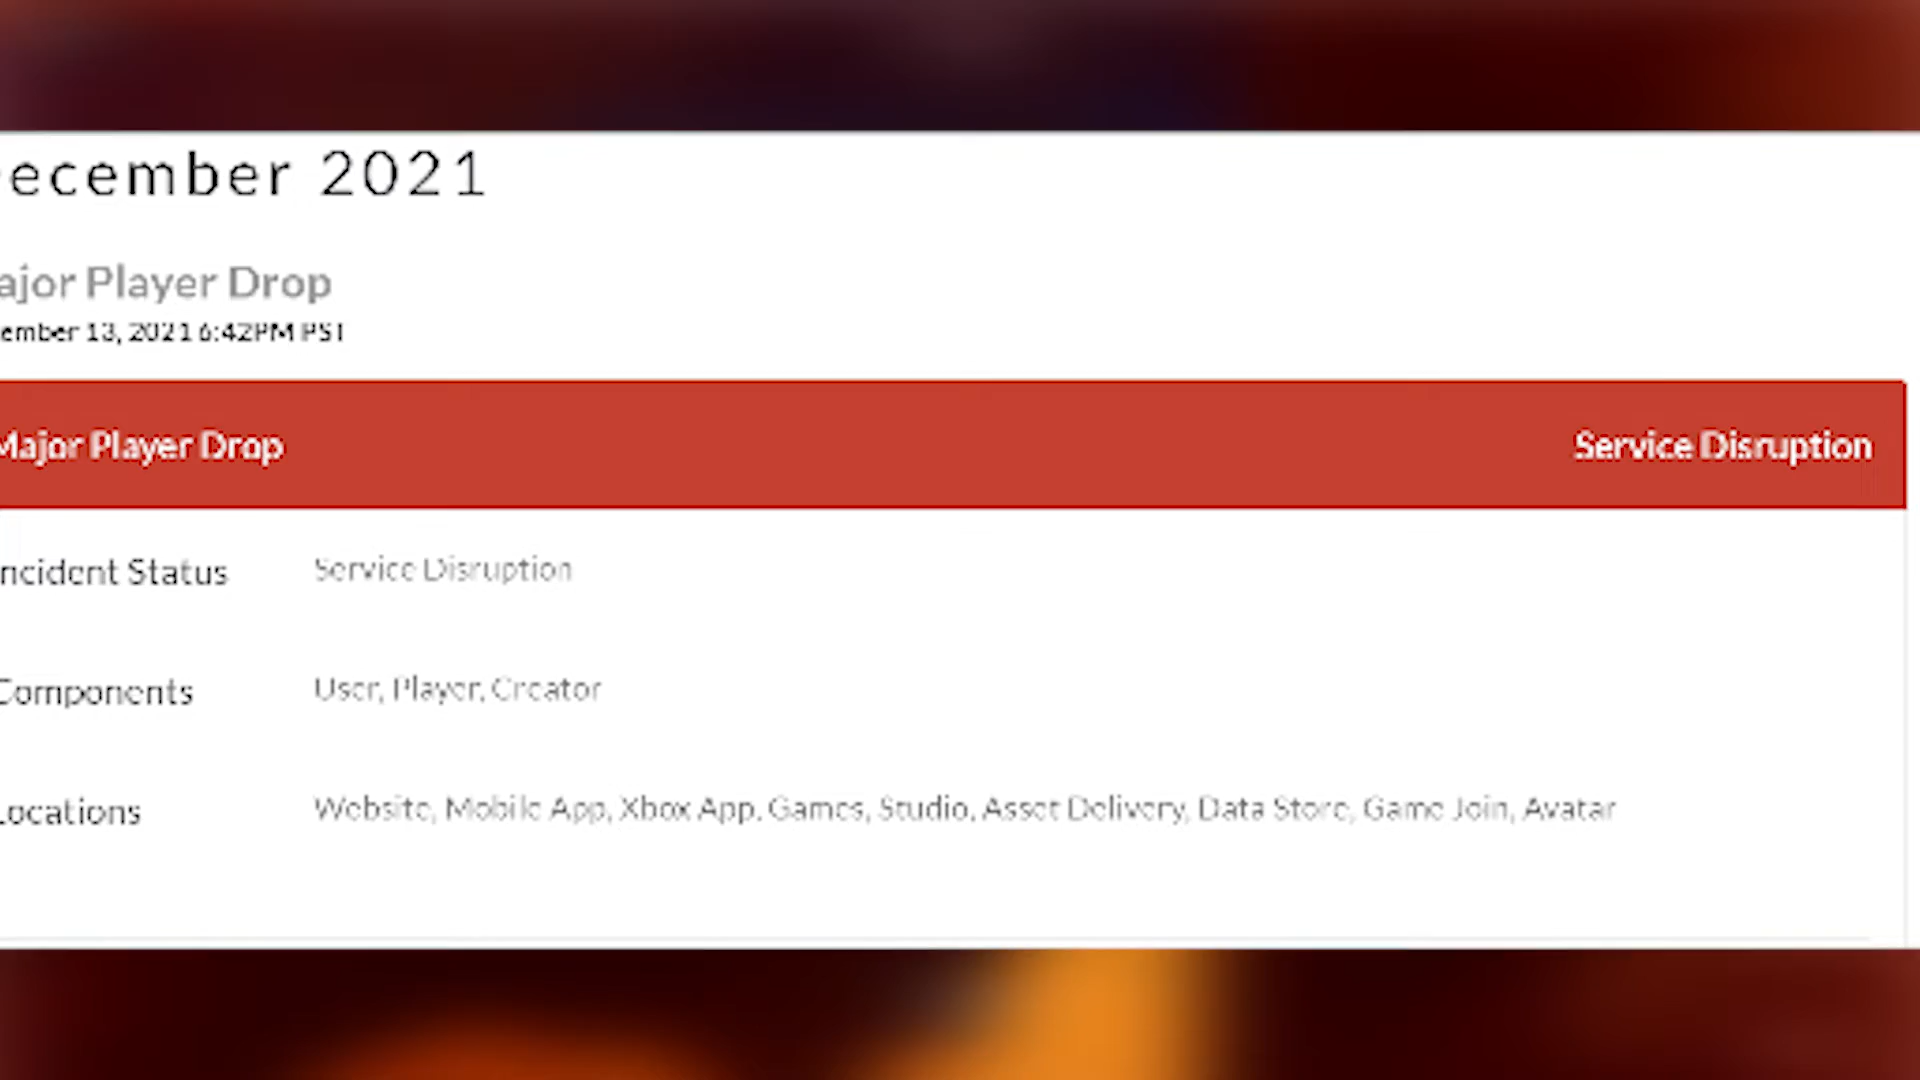 ecember 2021
ajor Player Drop
ember 13, 2021 6:42PM PST
Major Player Drop
Service Disruption
ncident Status
Service Disruption
Components
User, Player, Creator
Locations
Website, Mobile App, Xbox App, Games, Studio, Asset Delivery, Data Store, Game Join, Avatar